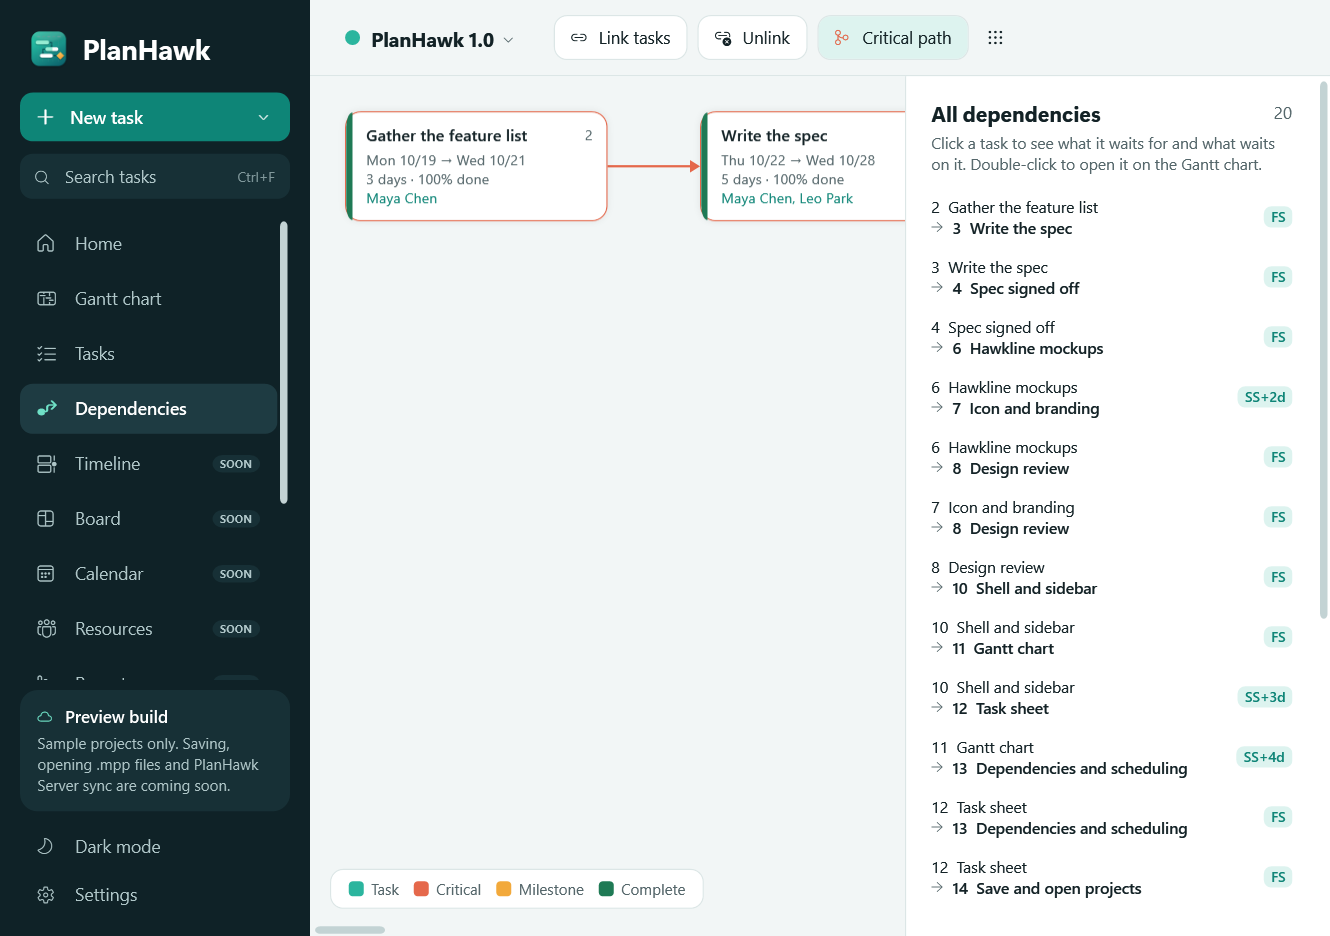 PlanHawk
New task
Search tasks Ctrl+F
Home
Gantt chart
Tasks
Dependencies
Timeline SOON
Board SOON
Calendar SOON
Resources SOON
Preview build
Sample projects only. Saving,
opening .mpp files and PlanHawk
Server sync are coming soon.
Dark mode
Settings
PlanHawk 1.0
Link tasks
Unlink
Critical path
Gather the feature list 2
Mon 10/19 → Wed 10/21
3 days · 100% done
Maya Chen
Write the spec
Thu 10/22 → Wed 10/28
5 days · 100% done
Maya Chen, Leo Park
Task
Critical
Milestone
Complete
All dependencies 20
Click a task to see what it waits for and what waits
on it. Double-click to open it on the Gantt chart.
2 Gather the feature list
→ 3 Write the spec FS
3 Write the spec
→ 4 Spec signed off FS
4 Spec signed off
→ 6 Hawkline mockups FS
6 Hawkline mockups
→ 7 Icon and branding SS+2d
6 Hawkline mockups
→ 8 Design review FS
7 Icon and branding
→ 8 Design review FS
8 Design review
→ 10 Shell and sidebar FS
10 Shell and sidebar
→ 11 Gantt chart FS
10 Shell and sidebar
→ 12 Task sheet SS+3d
11 Gantt chart
→ 13 Dependencies and scheduling SS+4d
12 Task sheet
→ 13 Dependencies and scheduling FS
12 Task sheet
→ 14 Save and open projects FS